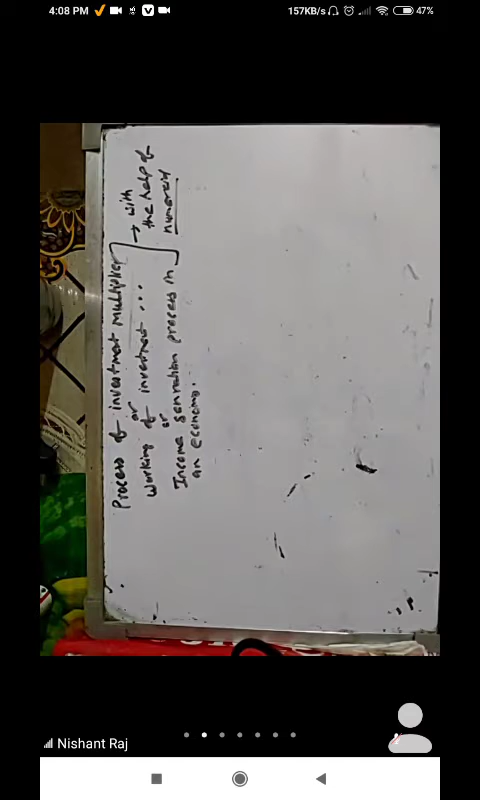 4:08 PM
157KB/s
47%
Process of investment multiplier
or
Working of investment ...
or
Income genration process in
an economy.
→ with
the help of
numerical
Nishant Raj